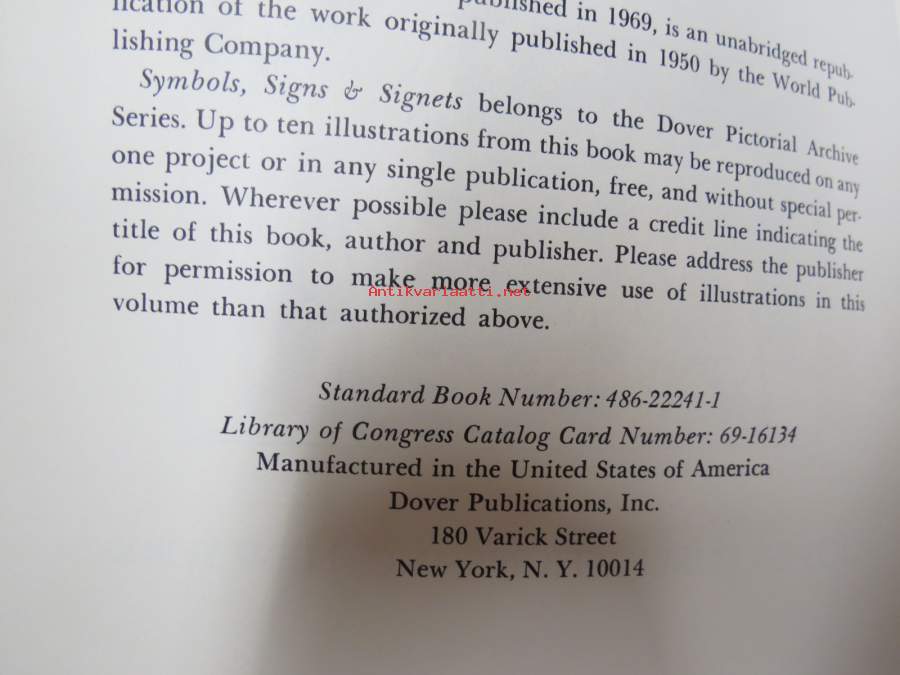 published in 1969, is an unabridged repub-
lication of the work originally published in 1950 by the World Pub-
lishing Company.
Symbols, Signs & Signets belongs to the Dover Pictorial Archive
Series. Up to ten illustrations from this book may be reproduced on any
one project or in any single publication, free, and without special per-
mission. Wherever possible please include a credit line indicating the
title of this book, author and publisher. Please address the publisher
for permission to make more extensive use of illustrations in this
Antikvariaatti.net
volume than that authorized above.
Standard Book Number: 486-22241-1
Library of Congress Catalog Card Number: 69-16134
Manufactured in the United States of America
Dover Publications, Inc.
180 Varick Street
New York, N. Y. 10014